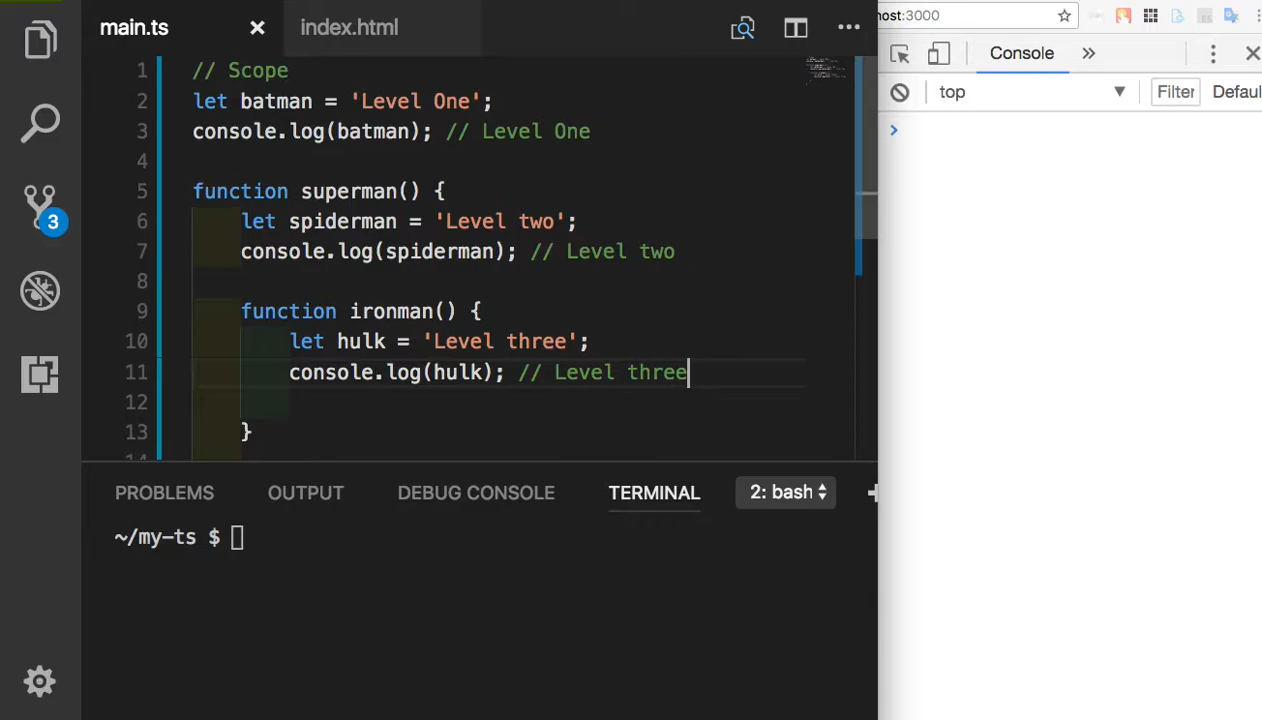 main.ts
index.html
host:3000
Console
top
Filter
Defaul
1 // Scope
2 let batman = 'Level One';
3 console.log(batman); // Level One
4
5 function superman() {
6 let spiderman = 'Level two';
7 console.log(spiderman); // Level two
8
9 function ironman() {
10 let hulk = 'Level three';
11 console.log(hulk); // Level three
12
13 }
14
3
PROBLEMS OUTPUT DEBUG CONSOLE TERMINAL 2: bash
~/my-ts $